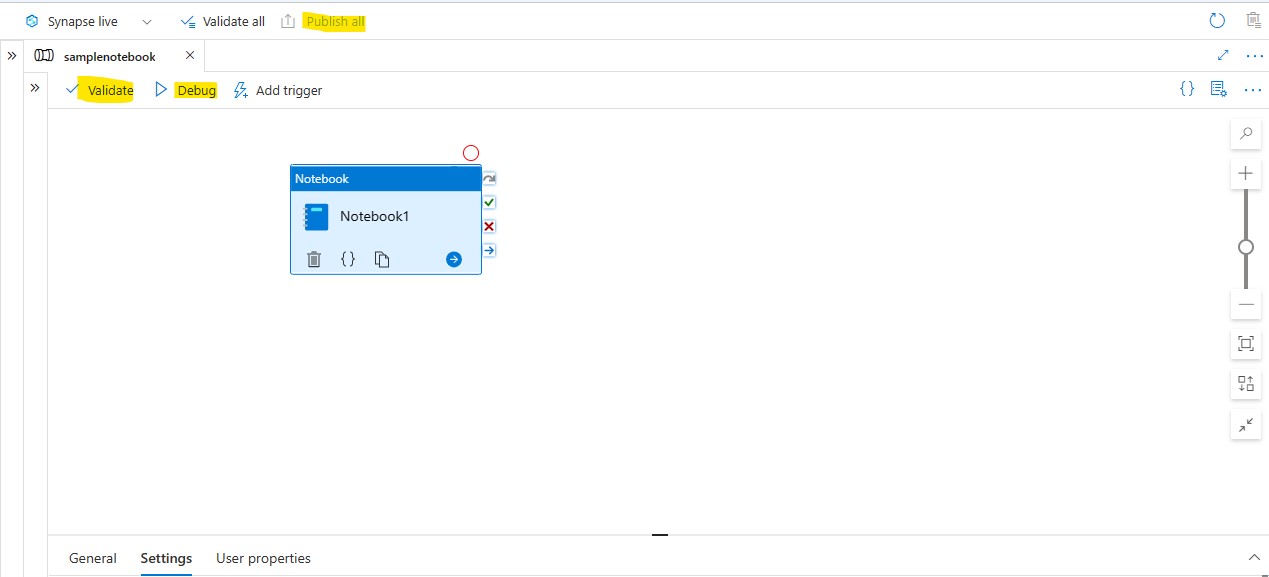 Synapse live Validate all Publish all
samplenotebook
Validate Debug Add trigger
Notebook
Notebook1
General Settings User properties